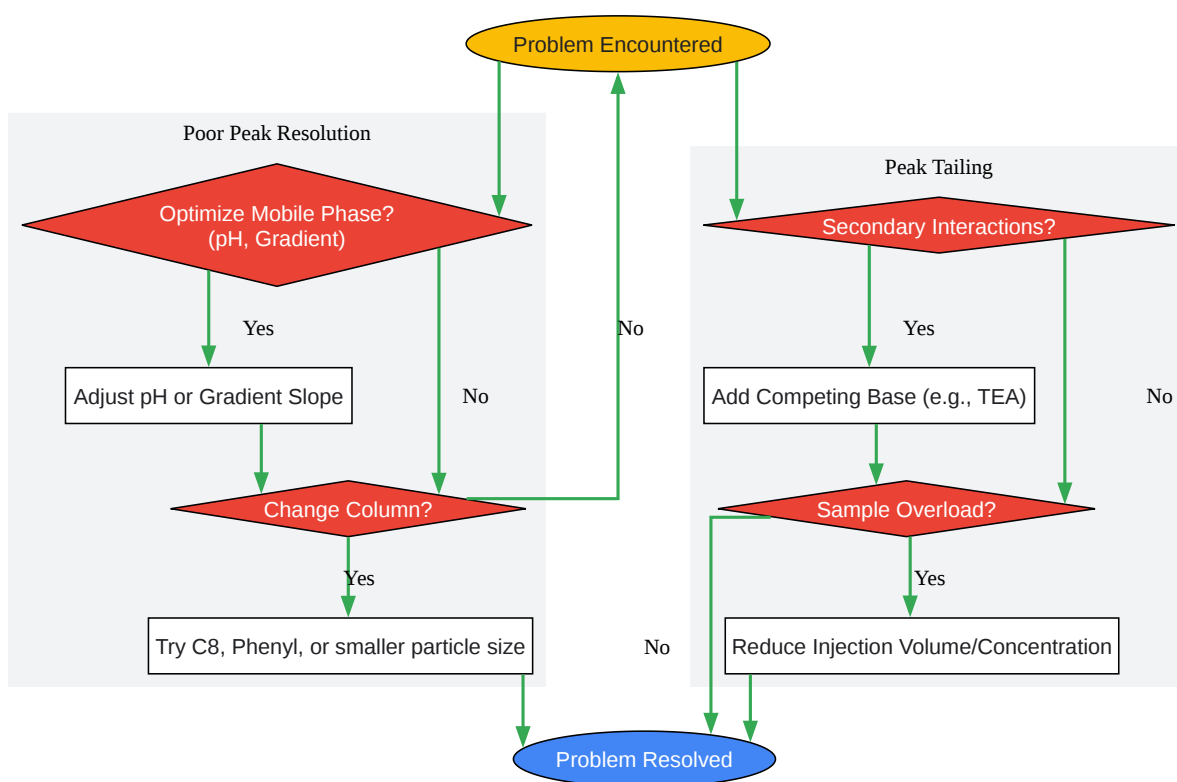 Problem Encountered
Poor Peak Resolution
Optimize Mobile Phase?
(pH, Gradient)
Yes
No
Adjust pH or Gradient Slope
Change Column?
No
Yes
Try C8, Phenyl, or smaller particle size
Peak Tailing
Secondary Interactions?
Yes
No
Add Competing Base (e.g., TEA)
Sample Overload?
Yes
No
Reduce Injection Volume/Concentration
Problem Resolved